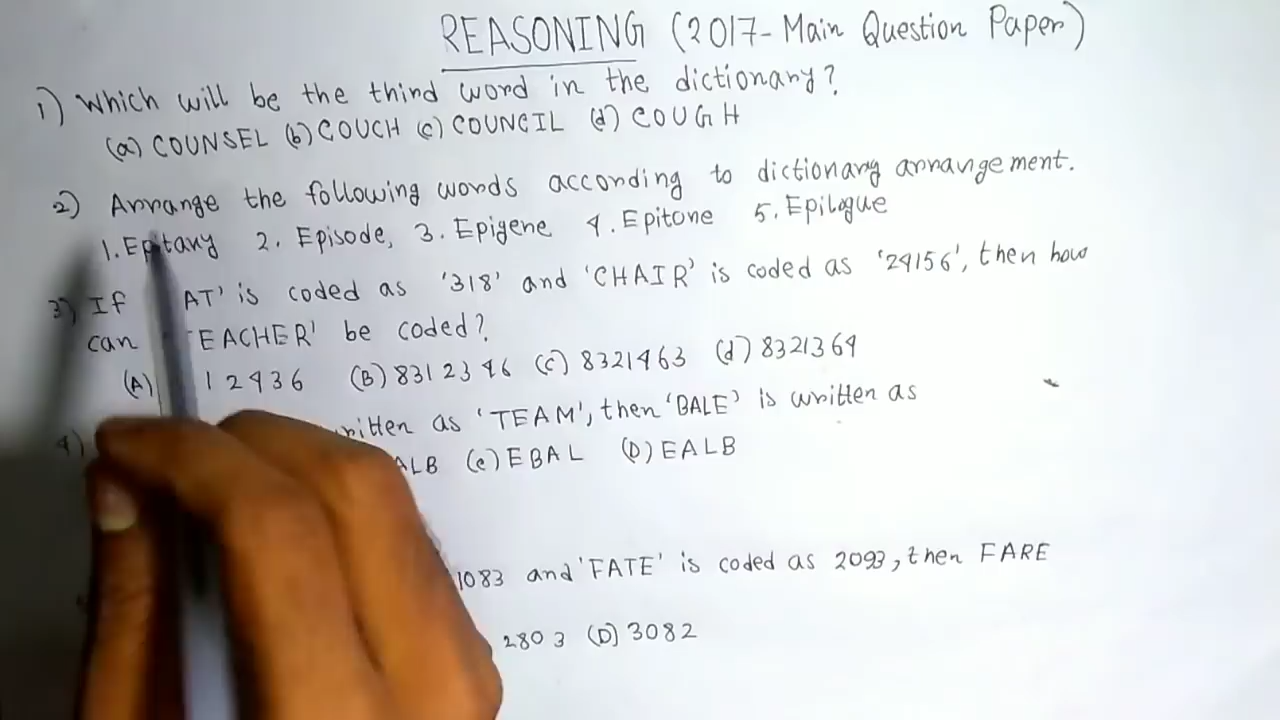 REASONING (2017- Main Question Paper)
1) Which will be the third word in the dictionary?
(a) COUNSEL (b) COUCH (c) COUNCIL (d) COUGH
2) Arrange the following words according to dictionary arrangement.
1. Epitaxy 2. Episode, 3. Epigene 4. Epitone 5. Epilogue
3) If AT' is coded as '318' and 'CHAIR' is coded as '24156', then how
can EACHER' be coded?
(A) 12436 (B) 8312346 (C) 8321463 (d) 8321364
4) written as 'TEAM', then 'BALE' is written as
ALB (c) EBAL (D) EALB
1083 and 'FATE' is coded as 2093, then FARE
2803 (D) 3082